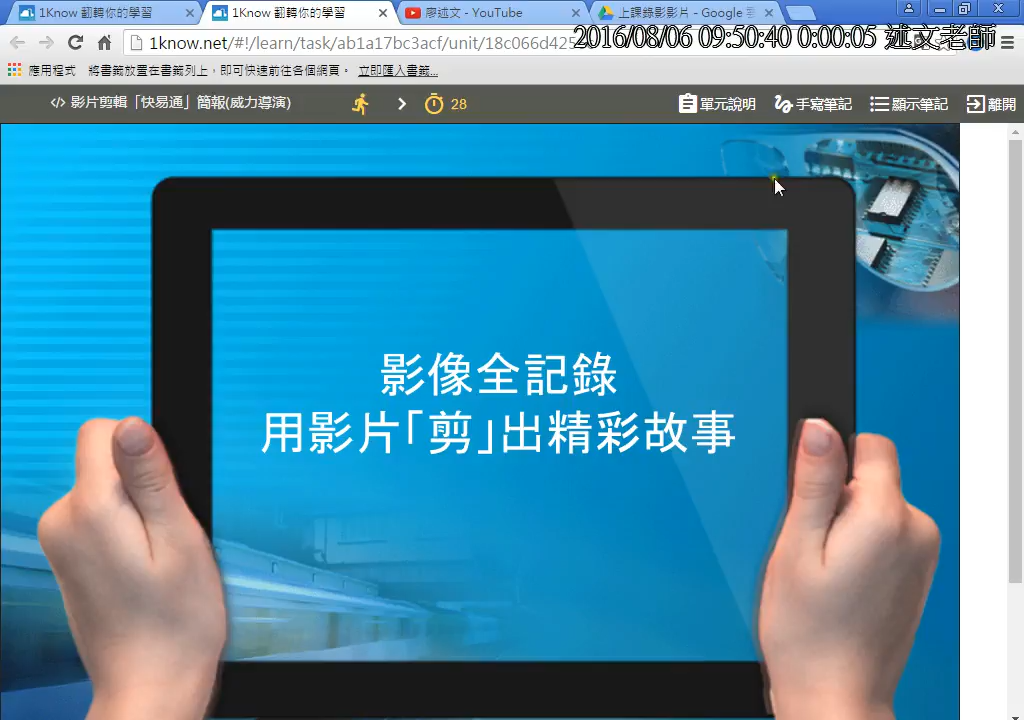 1Know 翻轉你的學習
1Know 翻轉你的學習
廖述文 - YouTube
上課錄影影片 - Google
1know.net/#!/learn/task/ab1a17bc3acf/unit/18c066d425
2016/08/06 09:50:40 0:00:05 述文老師
應用程式
將書籤放置在書籤列上，即可快速前往各個網頁。
立即匯入書籤...
</> 影片剪輯「快易通」簡報(威力導演)
28
單元說明
手寫筆記
顯示筆記
離開
影像全記錄
用影片「剪」出精彩故事